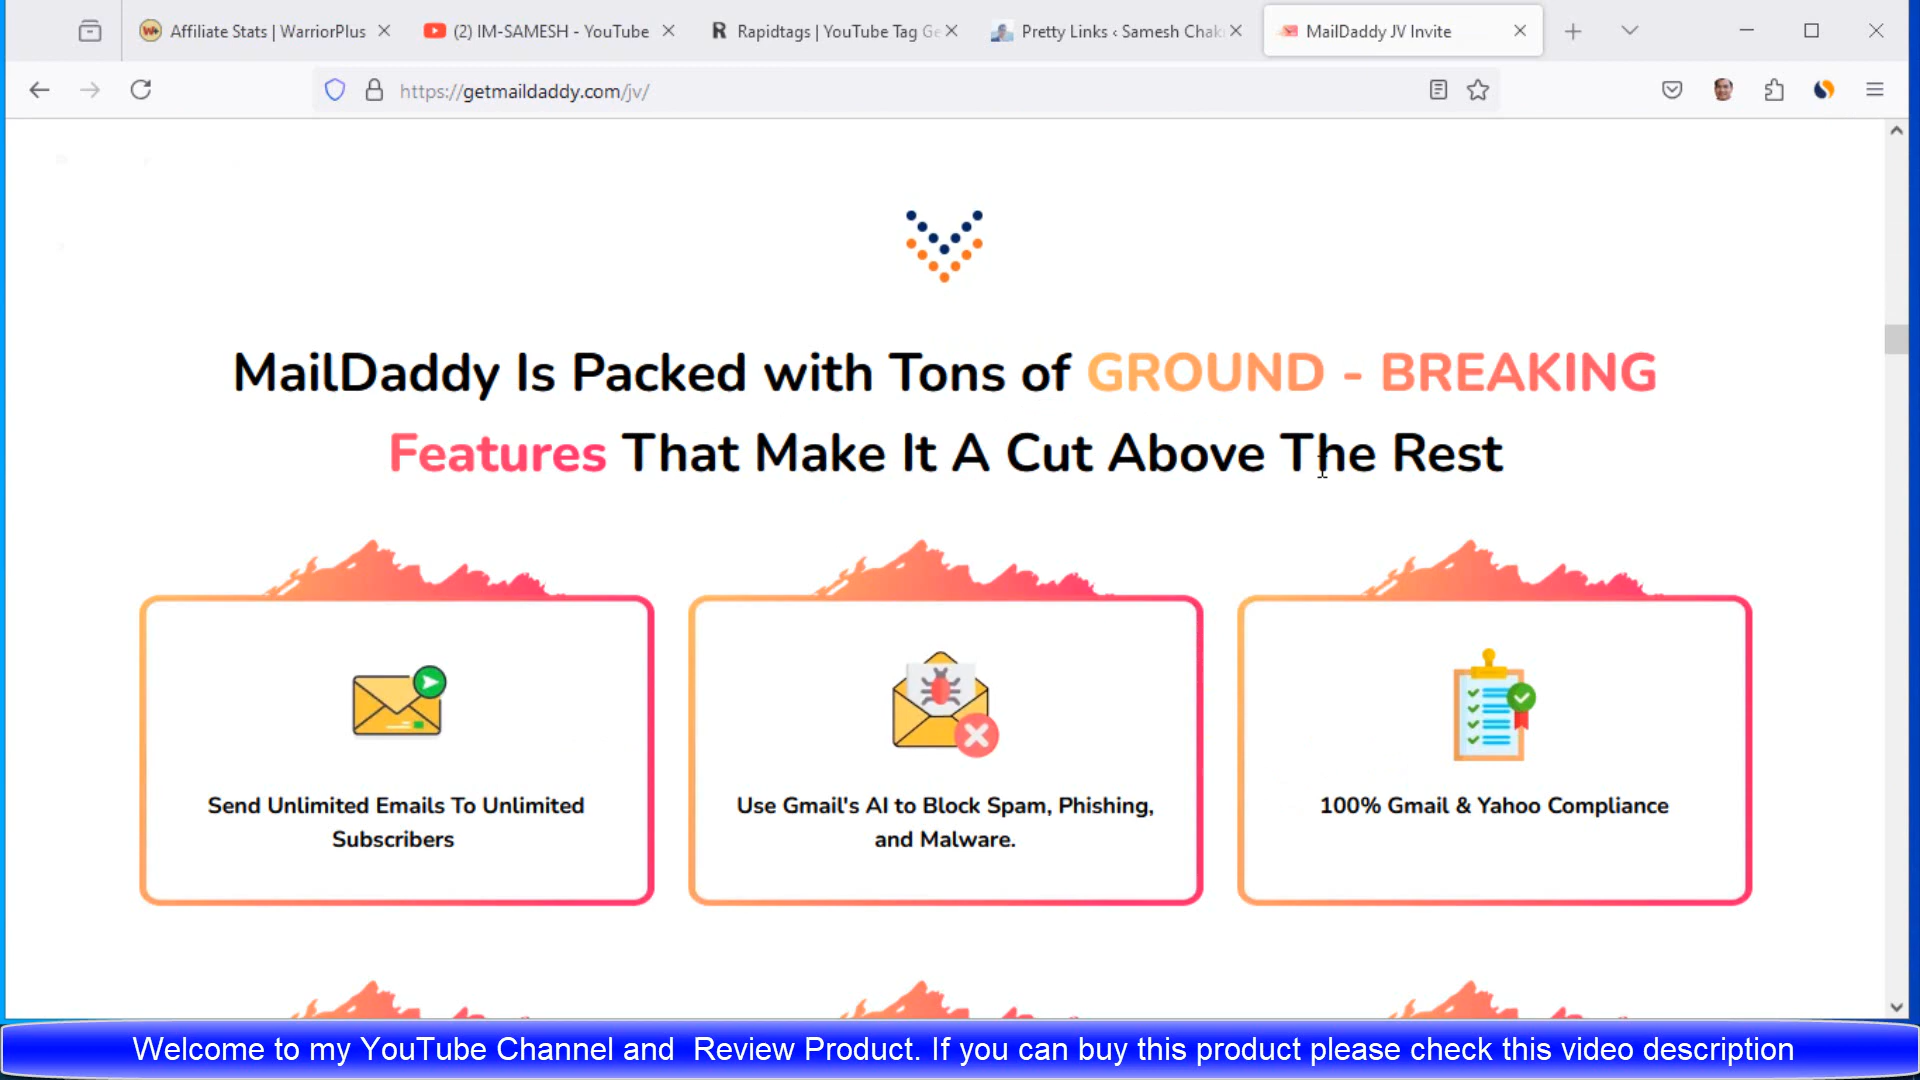 Affiliate Stats | WarriorPlus
(2) IM-SAMESH - YouTube
Rapidtags | YouTube Tag Ge
Pretty Links ‹ Samesh Chak
MailDaddy JV Invite
https://getmaildaddy.com/jv/
MailDaddy Is Packed with Tons of GROUND - BREAKING
Features That Make It A Cut Above The Rest
Send Unlimited Emails To Unlimited
Subscribers
Use Gmail's AI to Block Spam, Phishing,
and Malware.
100% Gmail & Yahoo Compliance
Welcome to my YouTube Channel and  Review Product. If you can buy this product please check this video description